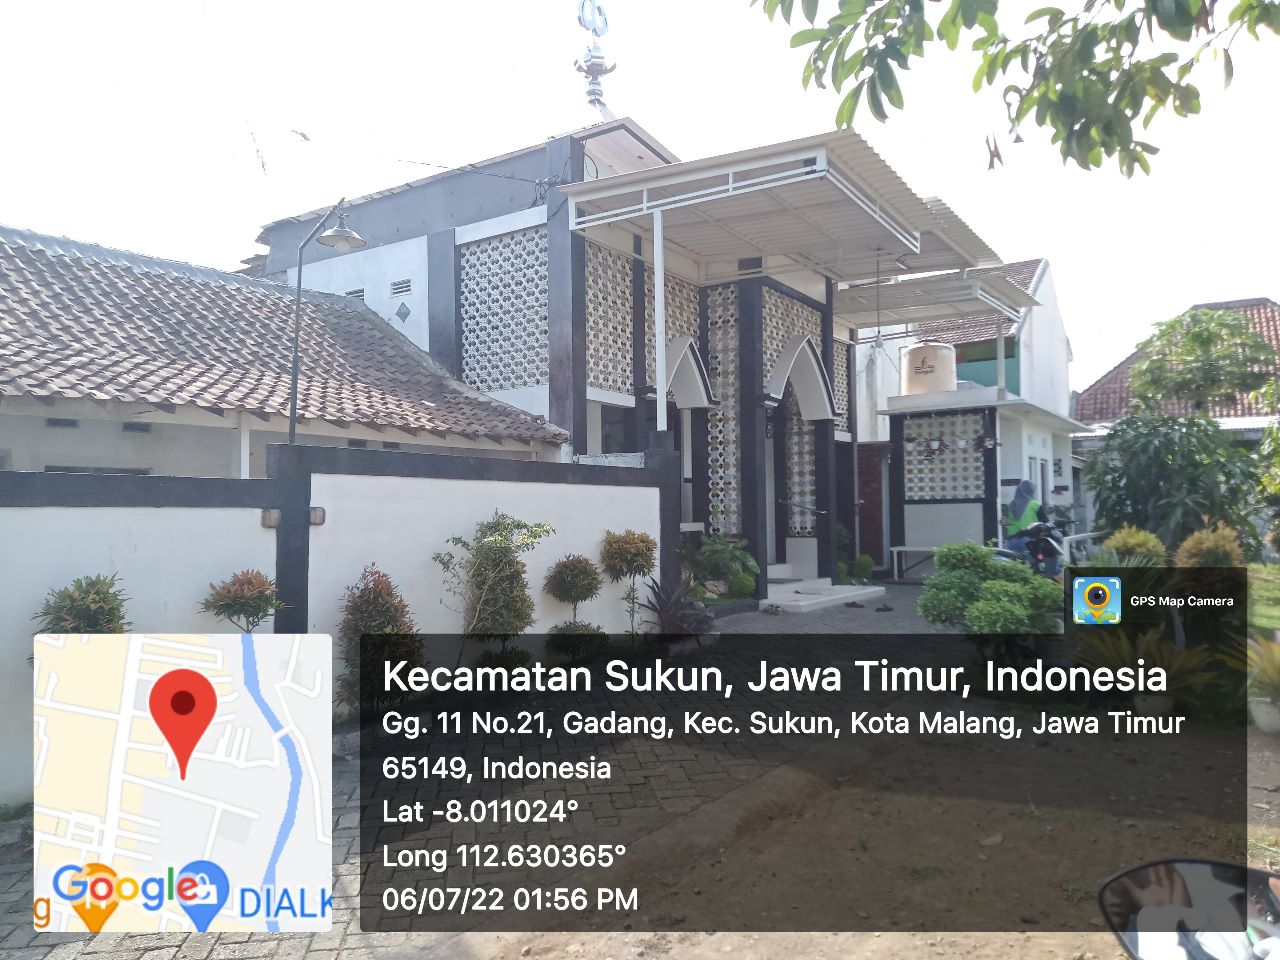 GPS Map Camera
Kecamatan Sukun, Jawa Timur, Indonesia
Gg. 11 No.21, Gadang, Kec. Sukun, Kota Malang, Jawa Timur
65149, Indonesia
Lat -8.011024°
Long 112.630365°
06/07/22 01:56 PM
Google
g
DIALK